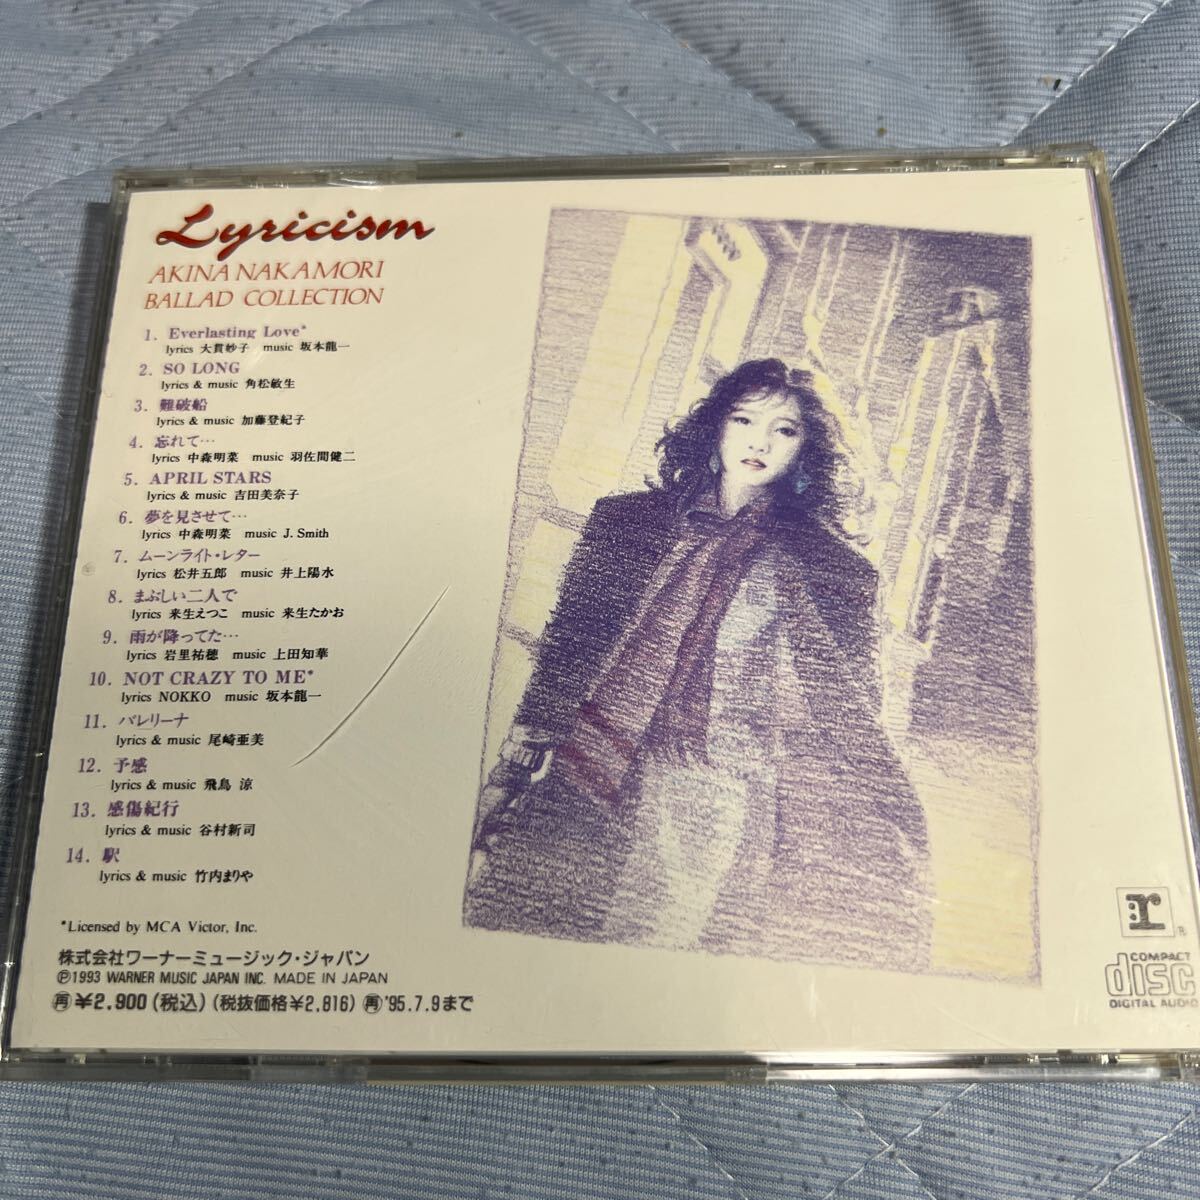 Lyricism
AKINA NAKAMORI
BALLAD COLLECTION
1. Everlasting Love*
lyrics 大貫妙子 music 坂本龍一
2. SO LONG
lyrics & music 角松敏生
3. 難破船
lyrics & music 加藤登紀子
4. 忘れて…
lyrics 中森明菜 music 羽佐間健二
5. APRIL STARS
lyrics & music 吉田美奈子
6. 夢を見させて…
lyrics 中森明菜 music J. Smith
7. ムーンライト・レター
lyrics 松井五郎 music 井上陽水
8. まぶしい二人で
lyrics 来生えつこ music 来生たかお
9. 雨が降ってた…
lyrics 岩里祐穂 music 上田知華
10. NOT CRAZY TO ME*
lyrics NOKKO music 坂本龍一
11. バレリーナ
lyrics & music 尾崎亜美
12. 予感
lyrics & music 飛鳥 涼
13. 感傷紀行
lyrics & music 谷村新司
14. 駅
lyrics & music 竹内まりや
*Licensed by MCA Victor, Inc.
株式会社ワーナーミュージック・ジャパン
℗1993 WARNER MUSIC JAPAN INC. MADE IN JAPAN
再¥2,900(税込)(税抜価格¥2,816) 再'95.7.9まで
r®
COMPACT
disc
DIGITAL AUDIO